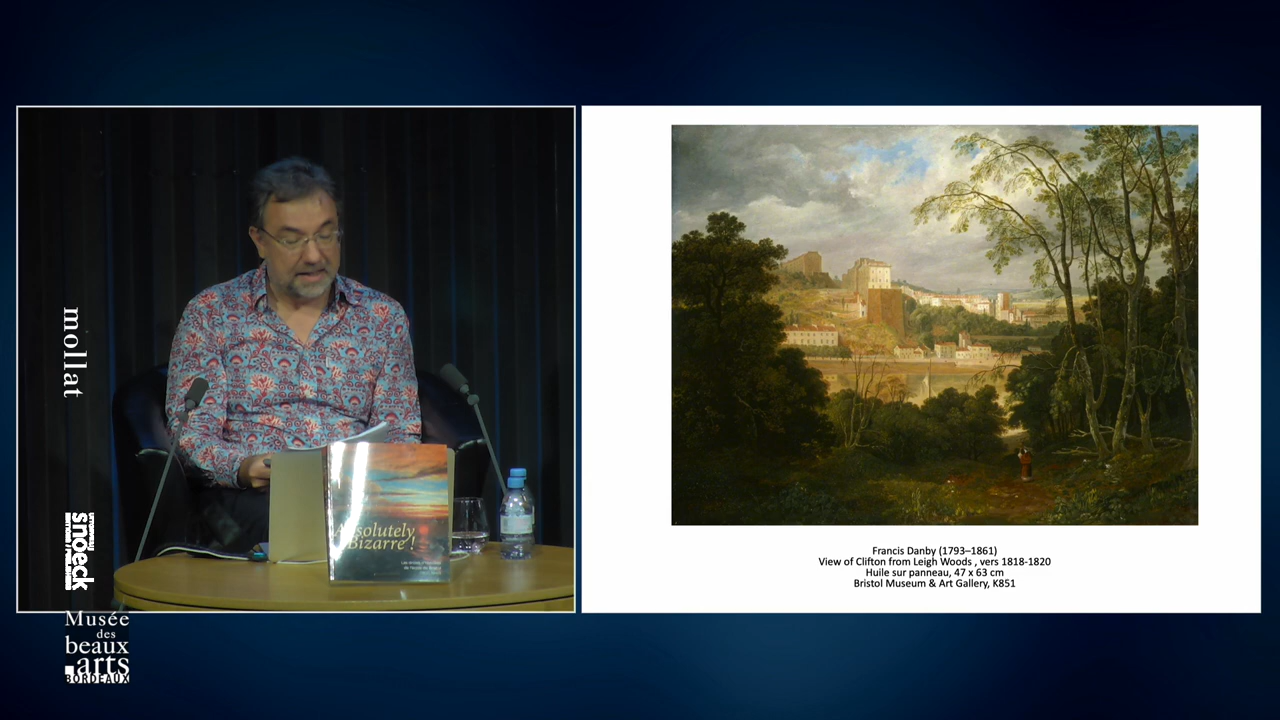 mollat
snoeck
Musée
des
beaux
.arts
BORDEAUX
Absolutely
Bizarre !
Francis Danby (1793–1861)
View of Clifton from Leigh Woods , vers 1818-1820
Huile sur panneau, 47 x 63 cm
Bristol Museum & Art Gallery, K851